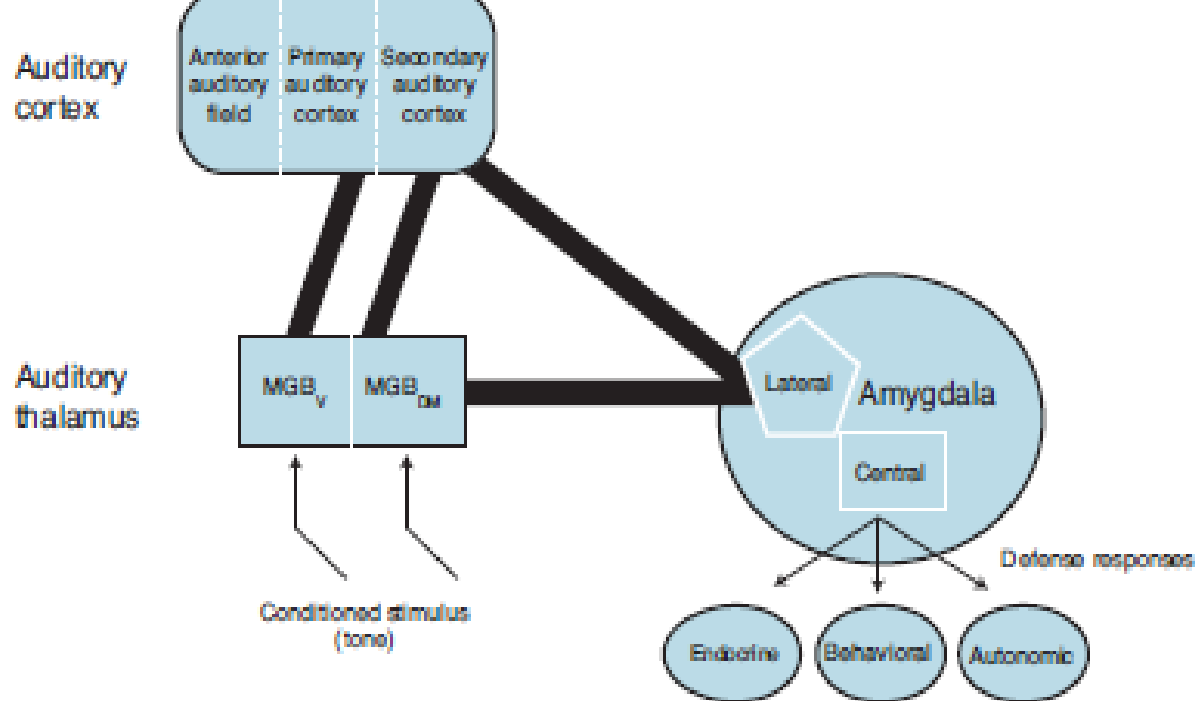 Auditory
cortex
Anterior
auditory
field
Primary
auditory
cortex
Secondary
auditory
cortex
Auditory
thalamus
MGBV
MGBDM
Lateral
Amygdala
Central
Defense responses
Conditioned stimulus
(tone)
Endocrine
Behavioral
Autonomic